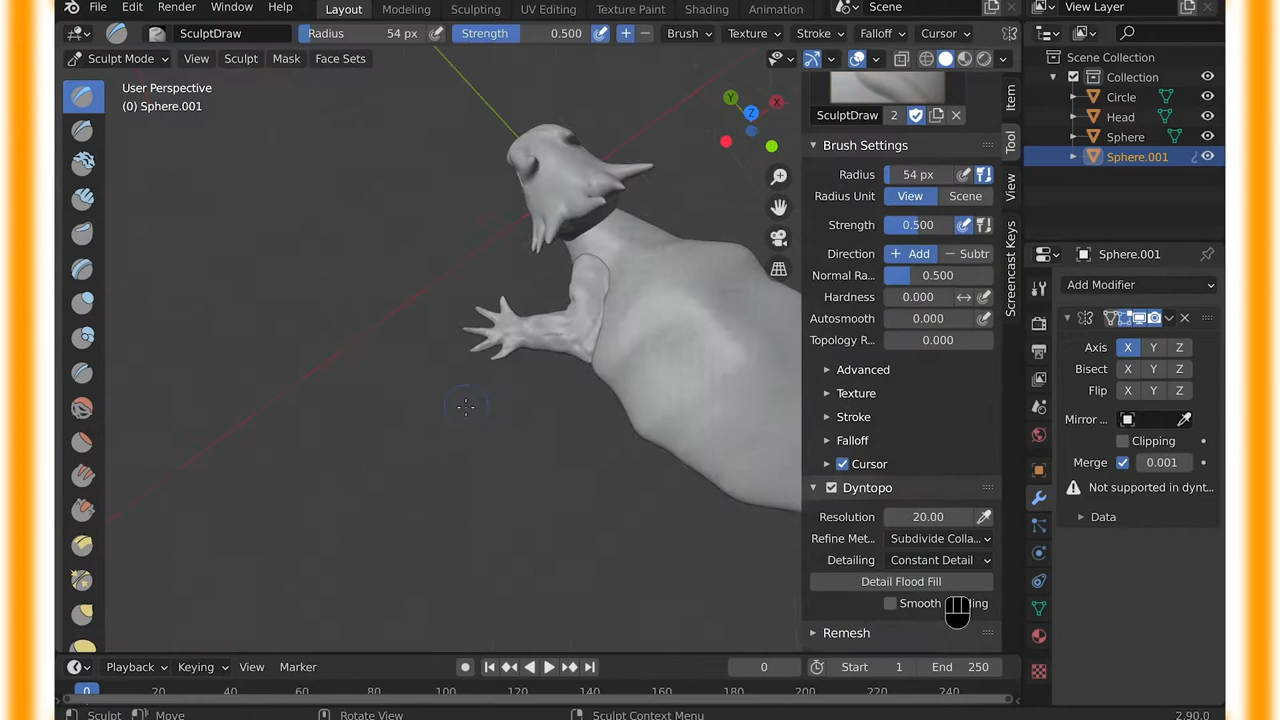 File Edit Render Window Help Layout Modeling Sculpting UV Editing Texture Paint Shading Animation Scene View Layer
SculptDraw Radius 54 px Strength 0.500 Brush Texture Stroke Falloff Cursor
Sculpt Mode View Sculpt Mask Face Sets
Scene Collection
Collection
Circle
Head
Sphere
Sphere.001
User Perspective
(0) Sphere.001
Y X Z
Item
Tool
View
Screencast Keys
SculptDraw 2
Brush Settings
Radius 54 px
Radius Unit View Scene
Strength 0.500
Direction + Add − Subtr
Normal Ra... 0.500
Hardness 0.000
Autosmooth 0.000
Topology R... 0.000
Advanced
Texture
Stroke
Falloff
Cursor
Dyntopo
Resolution 20.00
Refine Met... Subdivide Colla...
Detailing Constant Detail
Detail Flood Fill
Remesh
Sphere.001
Add Modifier
Axis X Y Z
Bisect X Y Z
Flip X Y Z
Mirror ...
Clipping
Merge 0.001
Not supported in dynt...
Data
Playback Keying View Marker 0 Start 1 End 250
0 20 40 60 80 100 120 140 160 180 200 220 240
Sculpt Move Rotate View Sculpt Context Menu 2.90.0